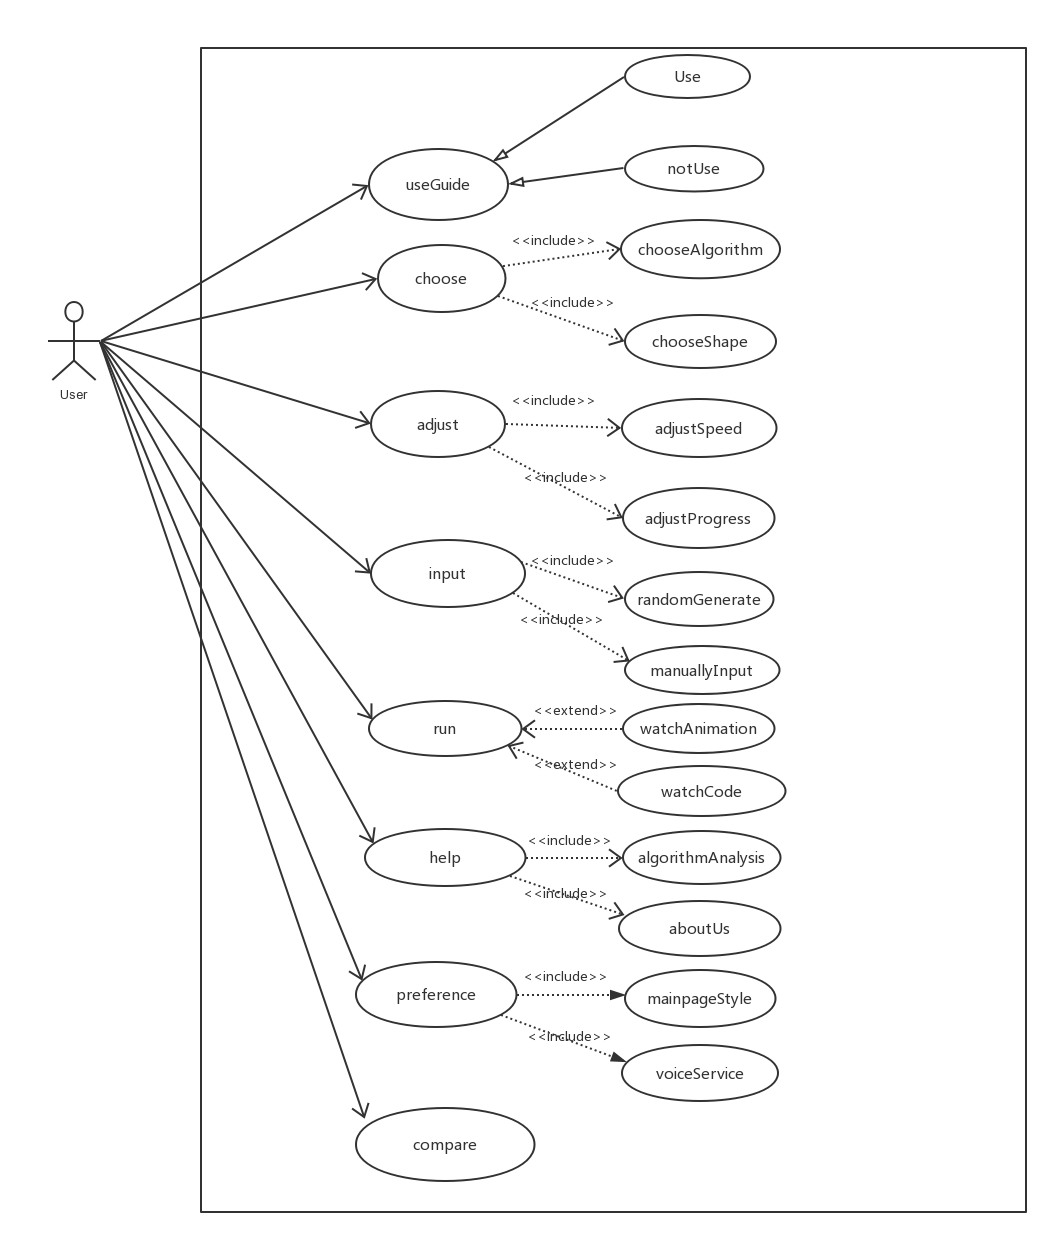 Use
useGuide
notUse
<<include>>
chooseAlgorithm
choose
<<include>>
chooseShape
User
<<include>>
adjust
adjustSpeed
<<include>>
adjustProgress
<<include>>
input
randomGenerate
<<include>>
manuallyInput
<<extend>>
run
watchAnimation
<<extend>>
watchCode
<<include>>
help
algorithmAnalysis
<<include>>
aboutUs
<<include>>
preference
mainpageStyle
<<include>>
voiceService
compare